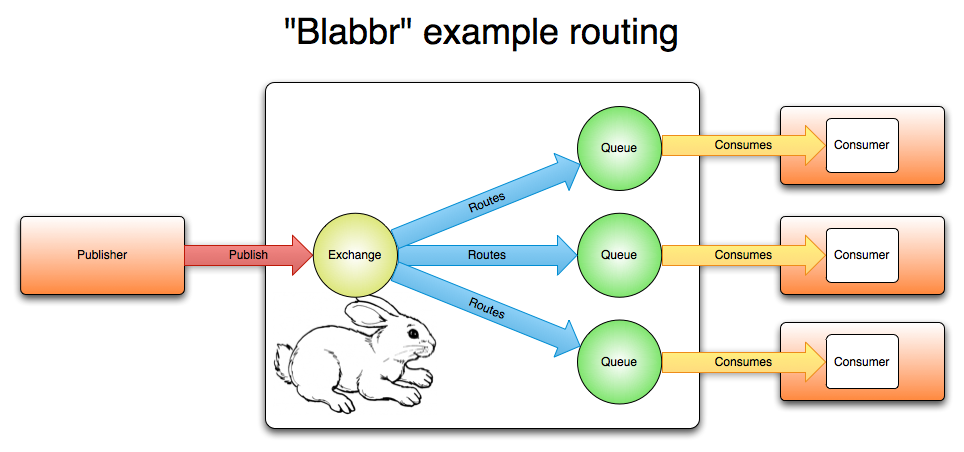 "Blabbr" example routing
Queue
Consumes
Consumer
Routes
Publisher
Publish
Exchange
Routes
Queue
Consumes
Consumer
Routes
Queue
Consumes
Consumer